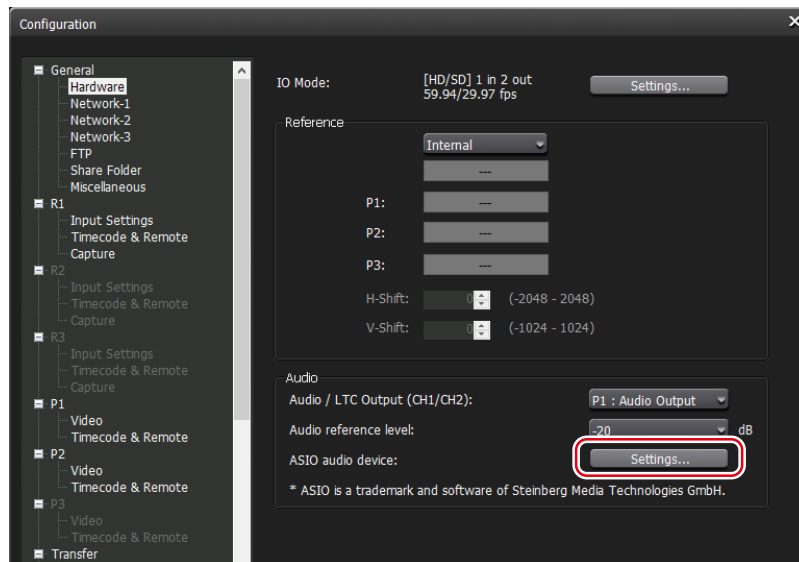 Configuration
General
Hardware
Network-1
Network-2
Network-3
FTP
Share Folder
Miscellaneous
R1
Input Settings
Timecode & Remote
Capture
R2
Input Settings
Timecode & Remote
Capture
R3
Input Settings
Timecode & Remote
Capture
P1
Video
Timecode & Remote
P2
Video
Timecode & Remote
P3
Video
Timecode & Remote
Transfer
IO Mode: [HD/SD] 1 in 2 out Settings...
59.94/29.97 fps
Reference
Internal
---
P1: ---
P2: ---
P3: ---
H-Shift: 0 (-2048 - 2048)
V-Shift: 0 (-1024 - 1024)
Audio
Audio / LTC Output (CH1/CH2): P1 : Audio Output
Audio reference level: -20 dB
ASIO audio device: Settings...
* ASIO is a trademark and software of Steinberg Media Technologies GmbH.